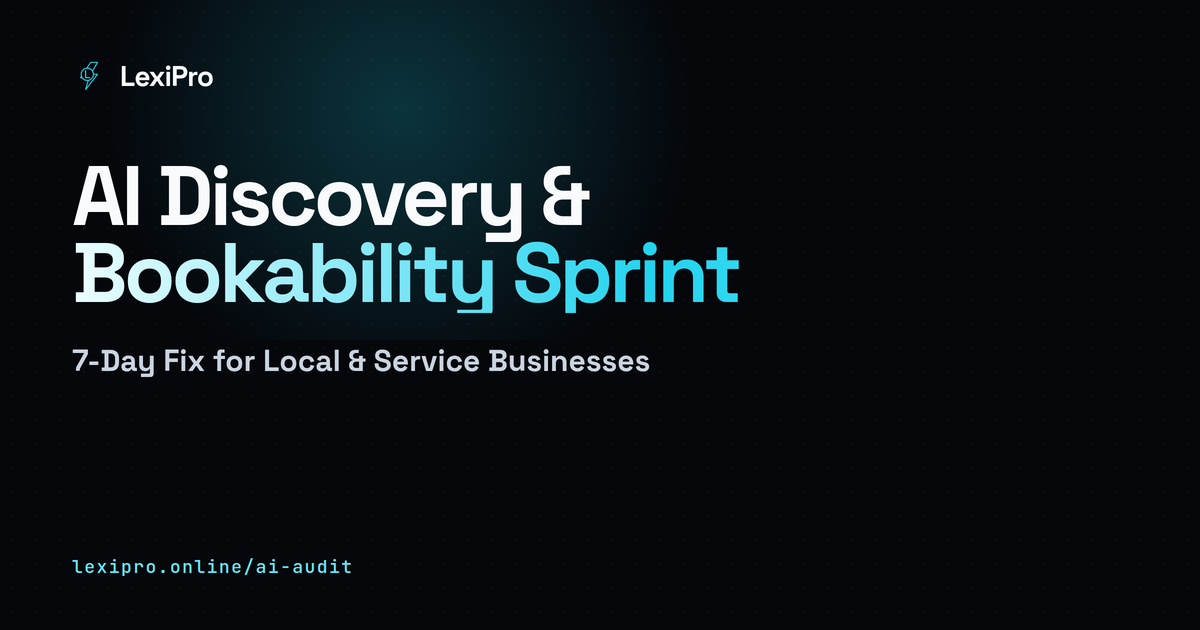 LexiPro
AI Discovery &
Bookability Sprint
7-Day Fix for Local & Service Businesses
lexipro.online/ai-audit